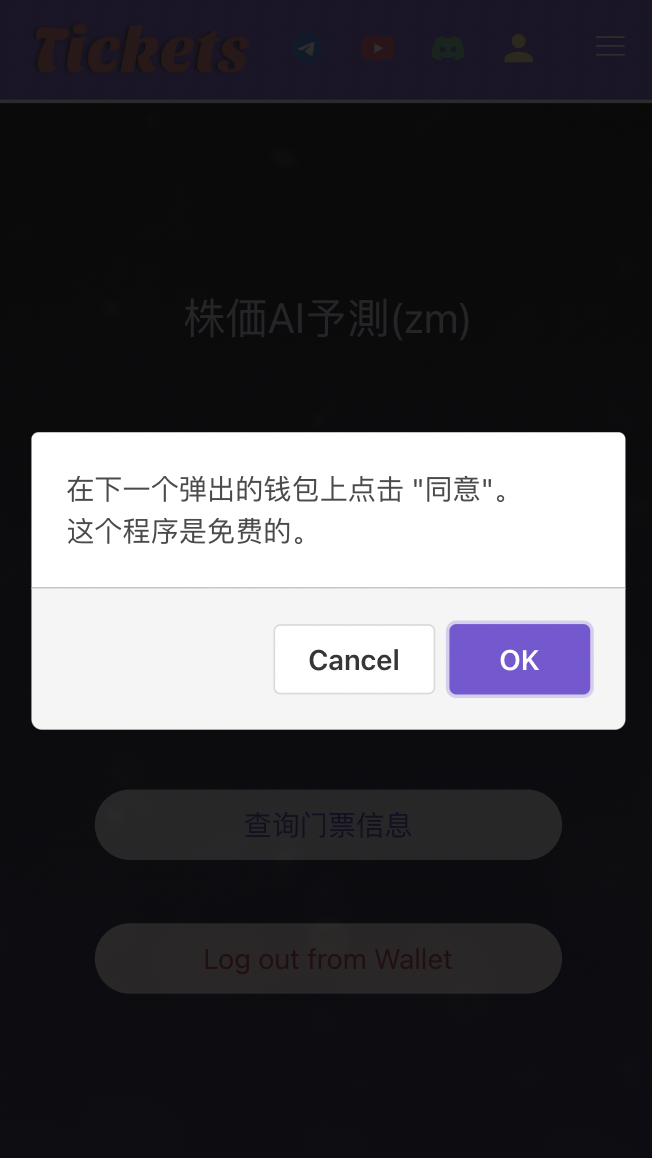 Tickets
株価AI予測(zm)
在下一个弹出的钱包上点击 "同意"。
这个程序是免费的。
Cancel
OK
查询门票信息
Log out from Wallet